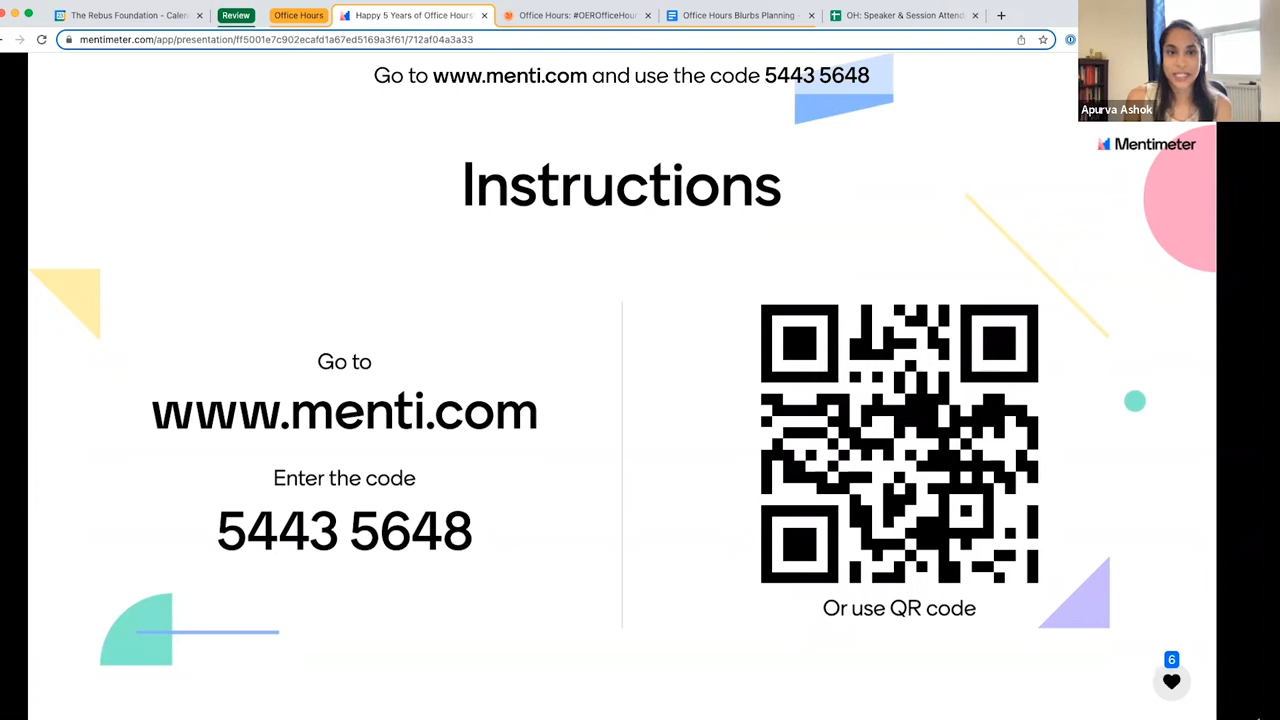 The Rebus Foundation - Calen
Review
Office Hours
Happy 5 Years of Office Hours
Office Hours: #OEROfficeHou
Office Hours Blurbs Planning -
OH: Speaker & Session Attend
mentimeter.com/app/presentation/ff5001e7c902ecafd1a67ed5169a3f61/712af04a3a33
Go to www.menti.com and use the code 5443 5648
Apurva Ashok
Mentimeter
Instructions
Go to
www.menti.com
Enter the code
5443 5648
Or use QR code
6